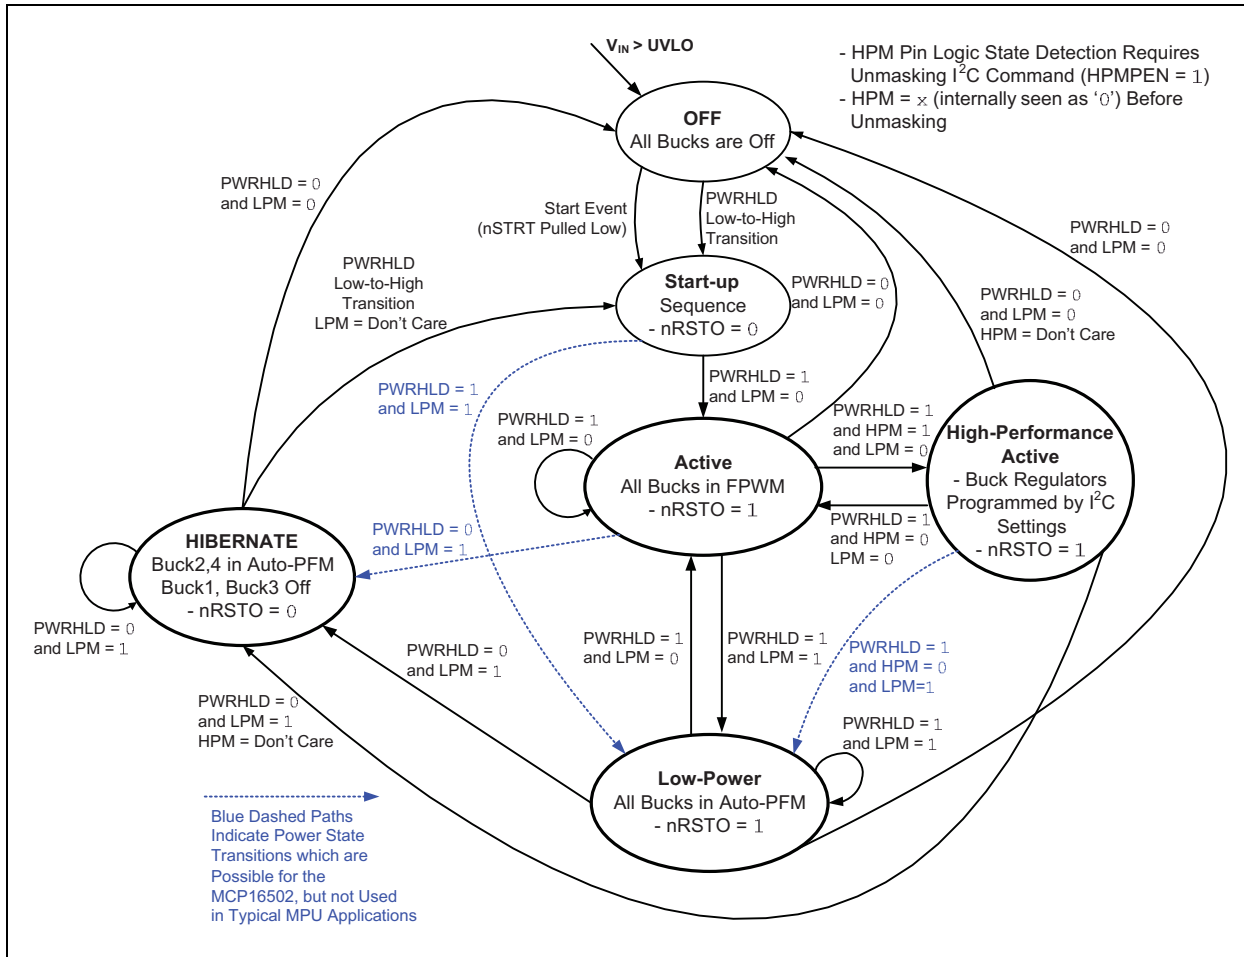 V_IN > UVLO
- HPM Pin Logic State Detection Requires
Unmasking I²C Command (HPMPEN = 1)
- HPM = x (internally seen as ‘0’) Before
Unmasking
OFF
All Bucks are Off
PWRHLD = 0
and LPM = 0
Start Event
(nSTRT Pulled Low)
PWRHLD
Low-to-High
Transition
PWRHLD = 0
and LPM = 0
PWRHLD
Low-to-High
Transition
LPM = Don’t Care
Start-up
Sequence
- nRSTO = 0
PWRHLD = 0
and LPM = 0
PWRHLD = 0
and LPM = 0
HPM = Don’t Care
PWRHLD = 1
and LPM = 1
PWRHLD = 1
and LPM = 0
PWRHLD = 1
and LPM = 0
PWRHLD = 1
and HPM = 1
and LPM = 0
Active
All Bucks in FPWM
- nRSTO = 1
High-Performance
Active
- Buck Regulators
Programmed by I²C
Settings
- nRSTO = 1
PWRHLD = 0
and LPM = 1
PWRHLD = 1
and HPM = 0
LPM = 0
HIBERNATE
Buck2,4 in Auto-PFM
Buck1, Buck3 Off
- nRSTO = 0
PWRHLD = 0
and LPM = 1
PWRHLD = 0
and LPM = 1
PWRHLD = 1
and LPM = 0
PWRHLD = 1
and LPM = 1
PWRHLD = 1
and HPM = 0
and LPM=1
PWRHLD = 0
and LPM = 1
HPM = Don’t Care
PWRHLD = 1
and LPM = 1
Low-Power
All Bucks in Auto-PFM
- nRSTO = 1
Blue Dashed Paths
Indicate Power State
Transitions which are
Possible for the
MCP16502, but not Used
in Typical MPU Applications